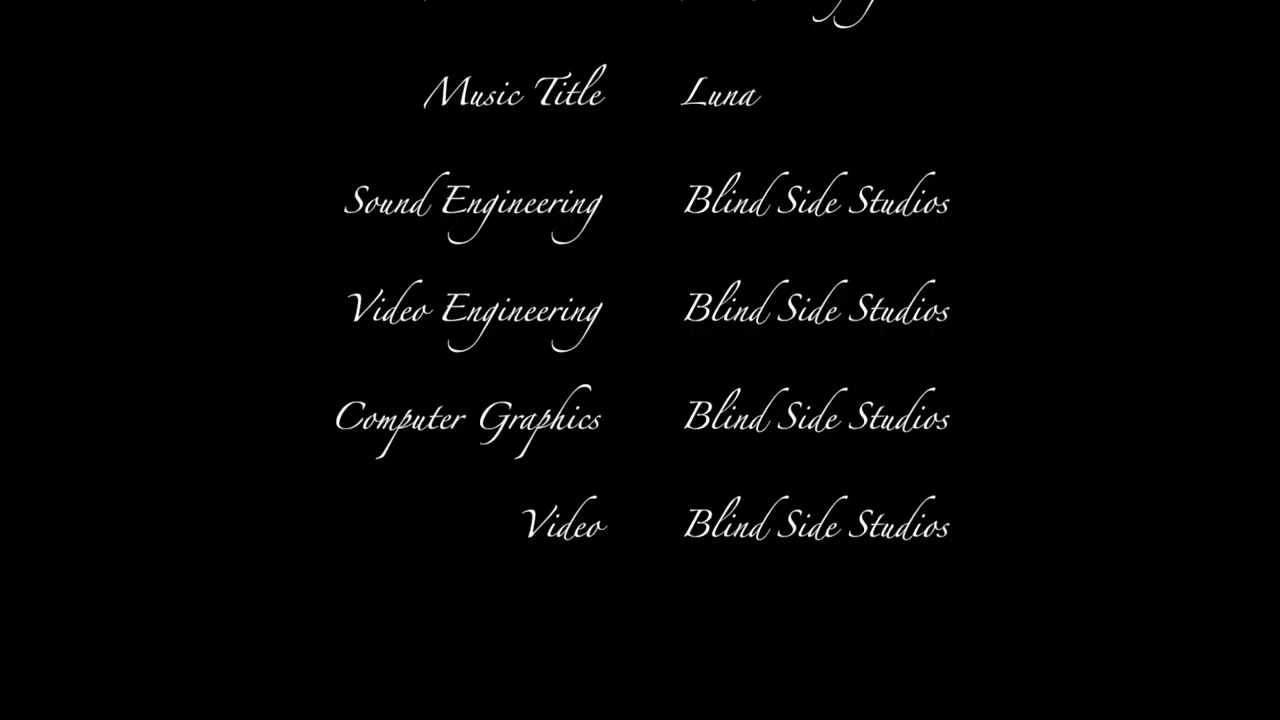 Music Title Luna
Sound Engineering Blind Side Studios
Video Engineering Blind Side Studios
Computer Graphics Blind Side Studios
Video Blind Side Studios